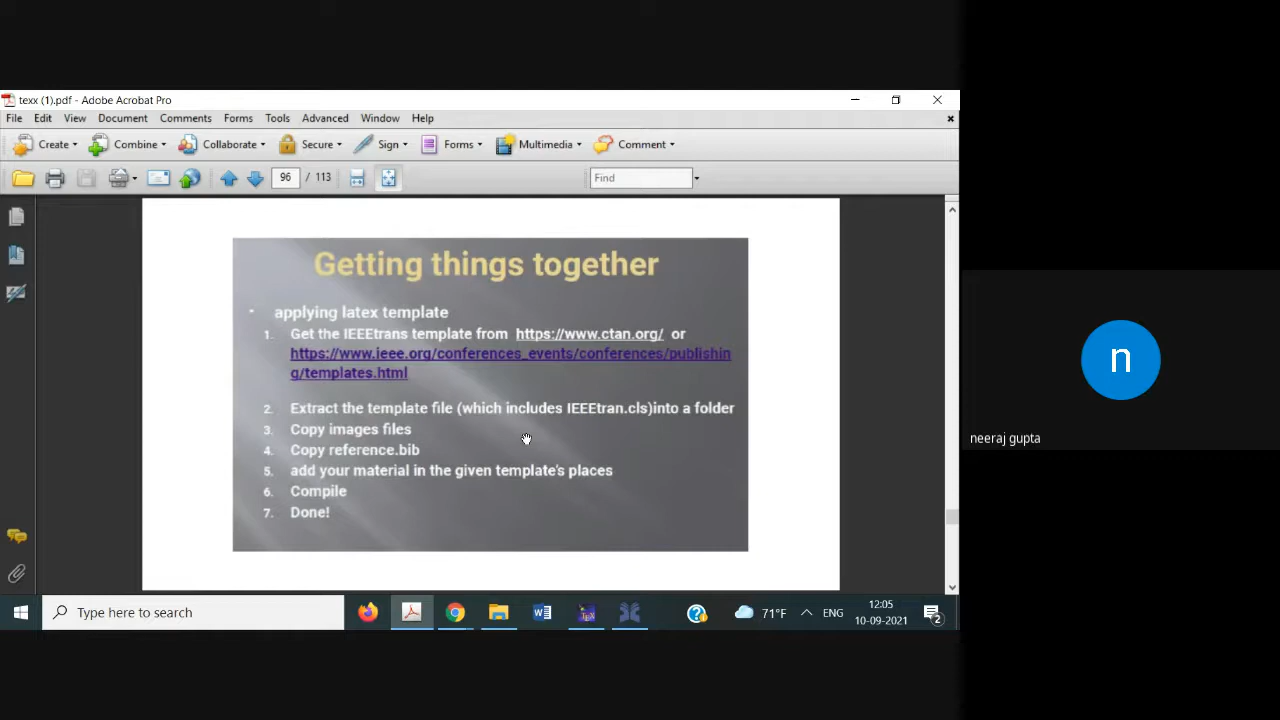 texx (1).pdf - Adobe Acrobat Pro
File Edit View Document Comments Forms Tools Advanced Window Help
Create Combine Collaborate Secure Sign Forms Multimedia Comment
96 / 113 Find
Getting things together
applying latex template
1. Get the IEEEtrans template from https://www.ctan.org/ or
https://www.ieee.org/conferences_events/conferences/publishin
g/templates.html
2. Extract the template file (which includes IEEEtran.cls)into a folder
3. Copy images files
4. Copy reference.bib
5. add your material in the given template's places
6. Compile
7. Done!
n
neeraj gupta
Type here to search
71°F ENG
12:05
10-09-2021
2